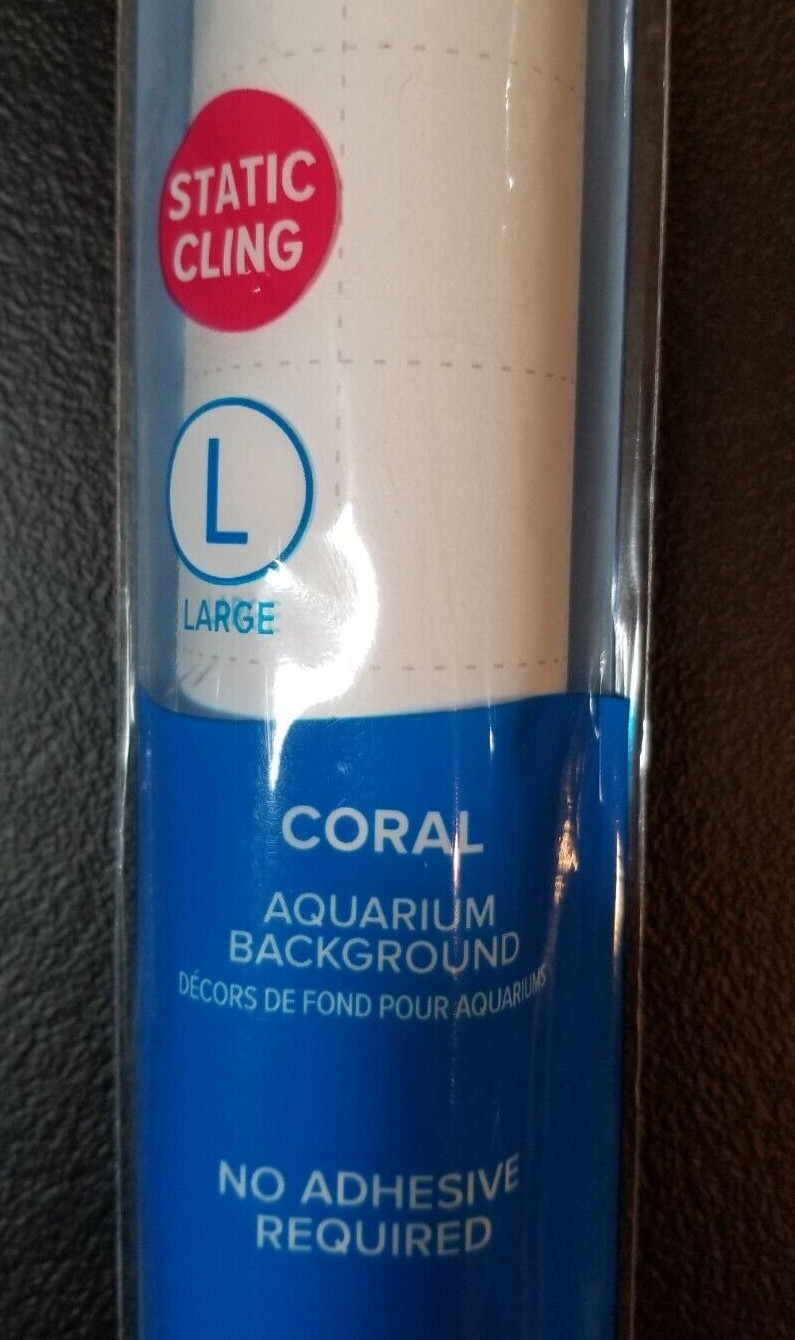 STATIC
CLING
L
LARGE
CORAL
AQUARIUM
BACKGROUND
DÉCORS DE FOND POUR AQUARIUMS
NO ADHESIVE
REQUIRED